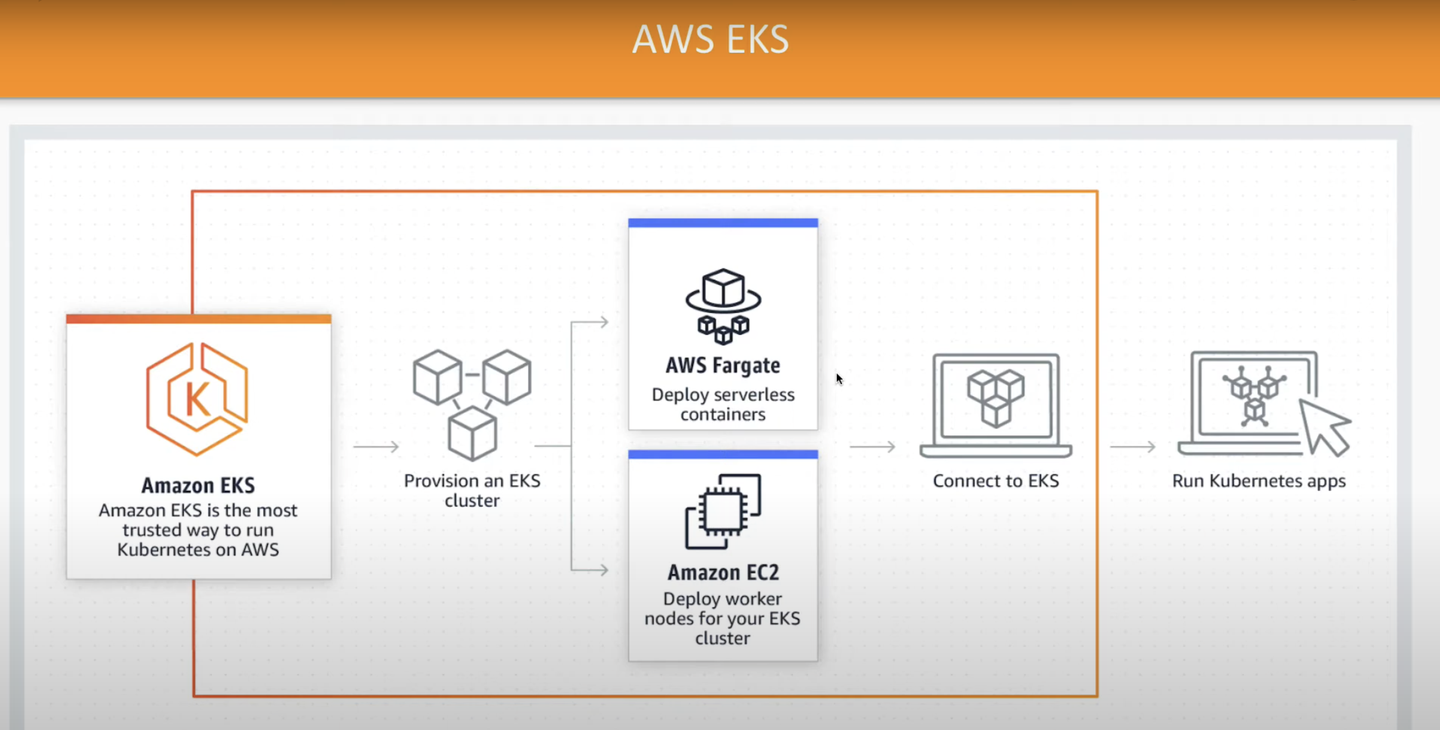 AWS EKS
K
Amazon EKS
Amazon EKS is the most
trusted way to run
Kubernetes on AWS
Provision an EKS
cluster
AWS Fargate
Deploy serverless
containers
Amazon EC2
Deploy worker
nodes for your EKS
cluster
Connect to EKS
Run Kubernetes apps